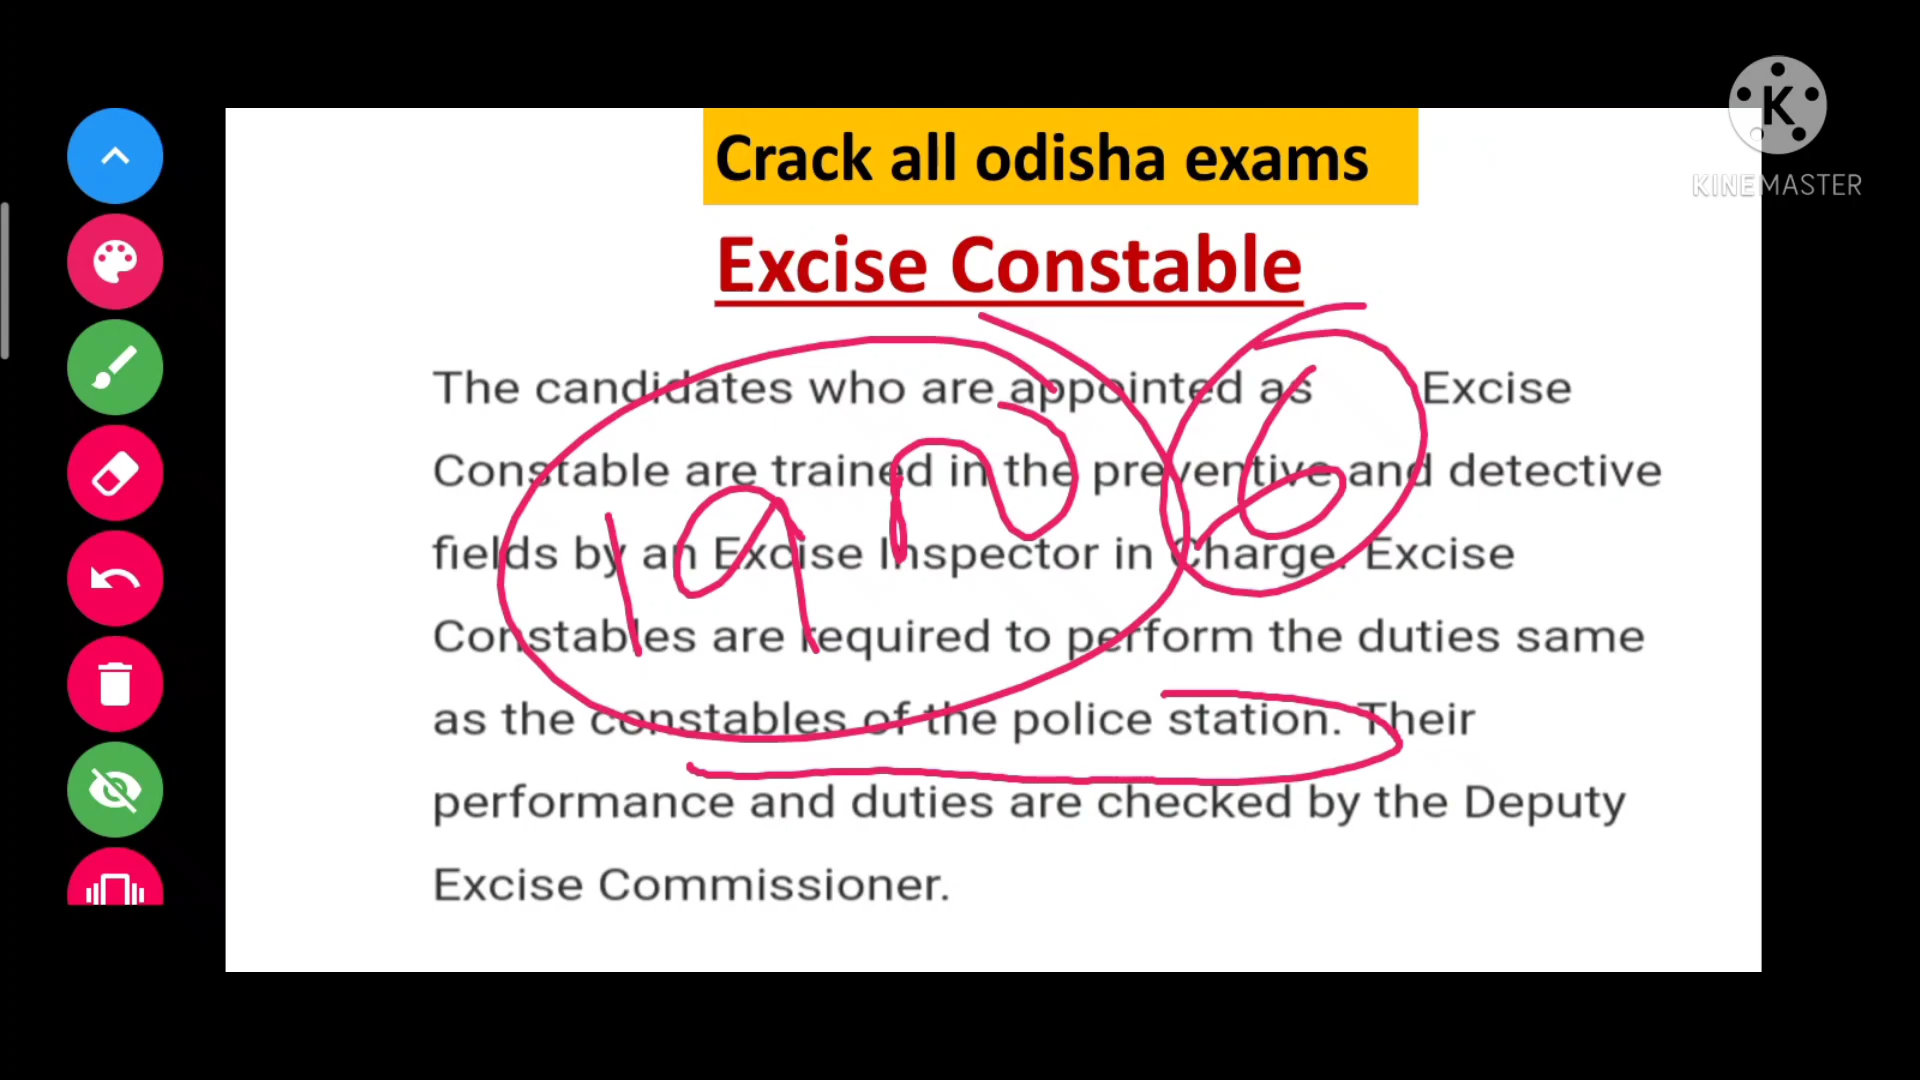 Crack all odisha exams
K
KINEMASTER
Excise Constable
The candidates who are appointed as Excise
Constable are trained in the preventive and detective
fields by an Excise Inspector in Charge. Excise
Constables are required to perform the duties same
as the constables of the police station. Their
performance and duties are checked by the Deputy
Excise Commissioner.